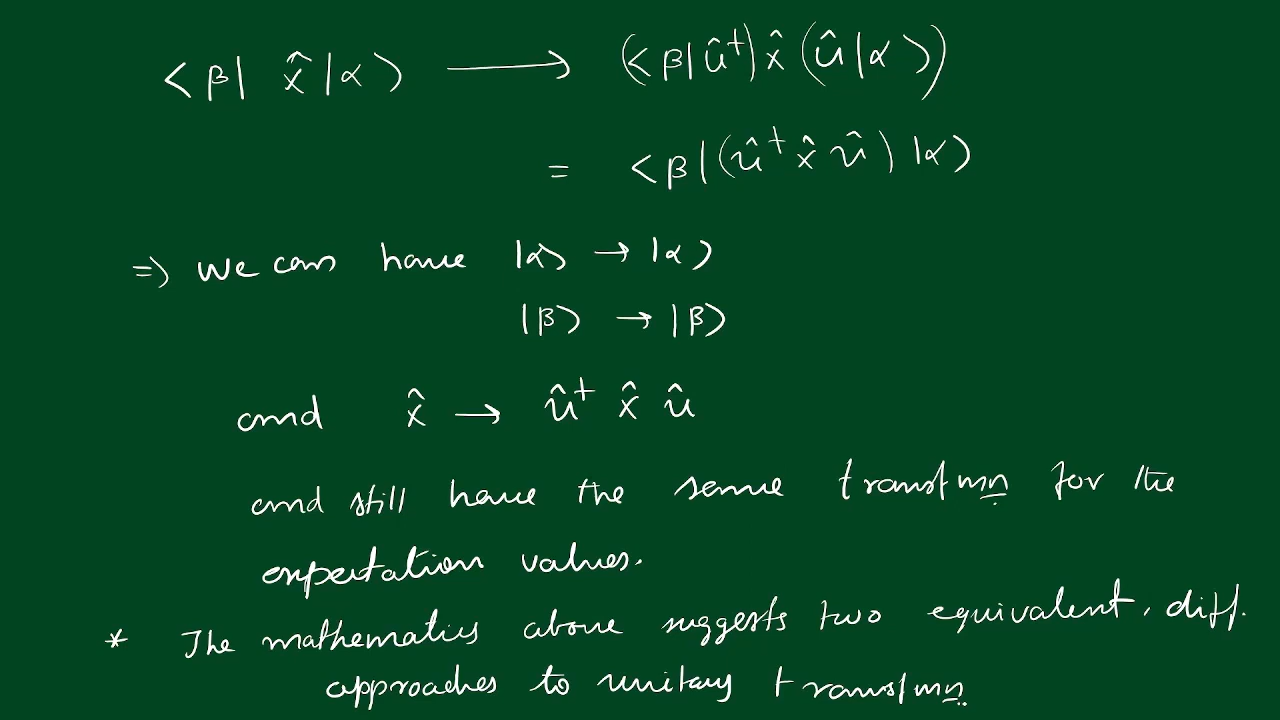 <β| x̂ |α> ⟶ (<β|û†) x̂ (û|α>)
= <β|(û† x̂ û) |α>
=> we can have |α> → |α>
|β> → |β>
and x̂ → û† x̂ û
and still have the same transfmn for the
expectation values.
* The mathematics above suggests two equivalent, diff.
approaches to unitary transfmn.